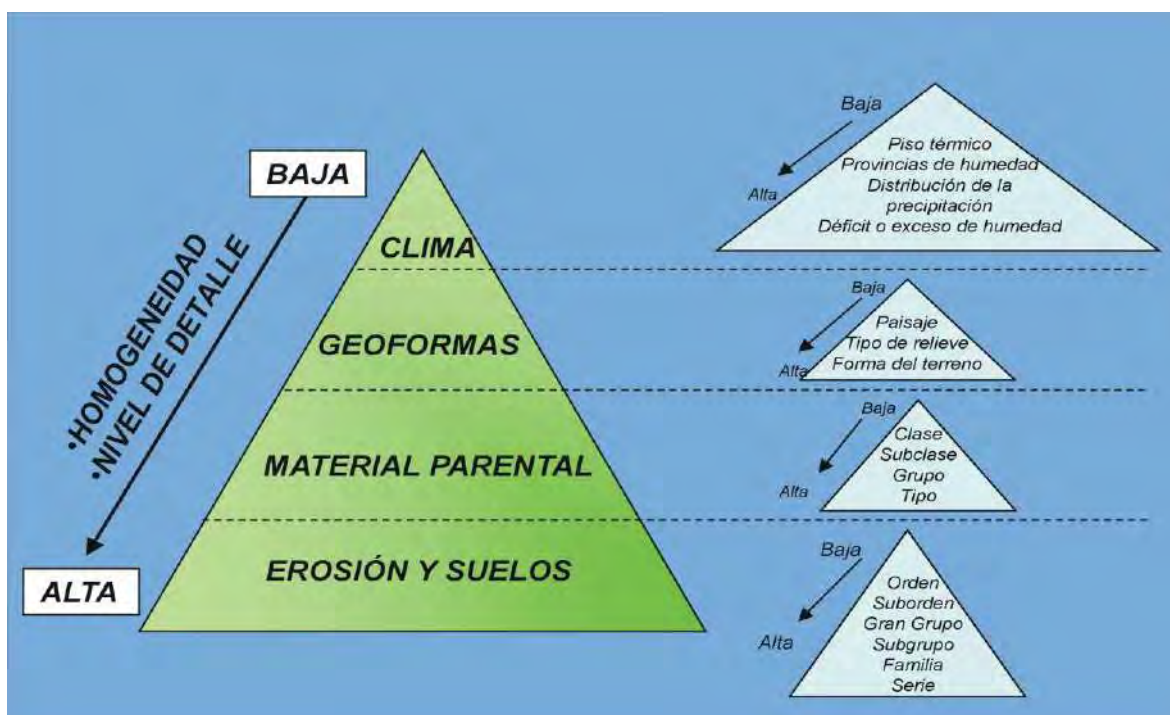 BAJA
•HOMOGENEIDAD
•NIVEL DE DETALLE
ALTA
CLIMA
GEOFORMAS
MATERIAL PARENTAL
EROSIÓN Y SUELOS
Baja
Alta
Piso térmico
Provincias de humedad
Distribución de la
precipitación
Déficit o exceso de humedad
Baja
Alta
Paisaje
Tipo de relieve
Forma del terreno
Baja
Alta
Clase
Subclase
Grupo
Tipo
Baja
Alta
Orden
Suborden
Gran Grupo
Subgrupo
Familia
Serie